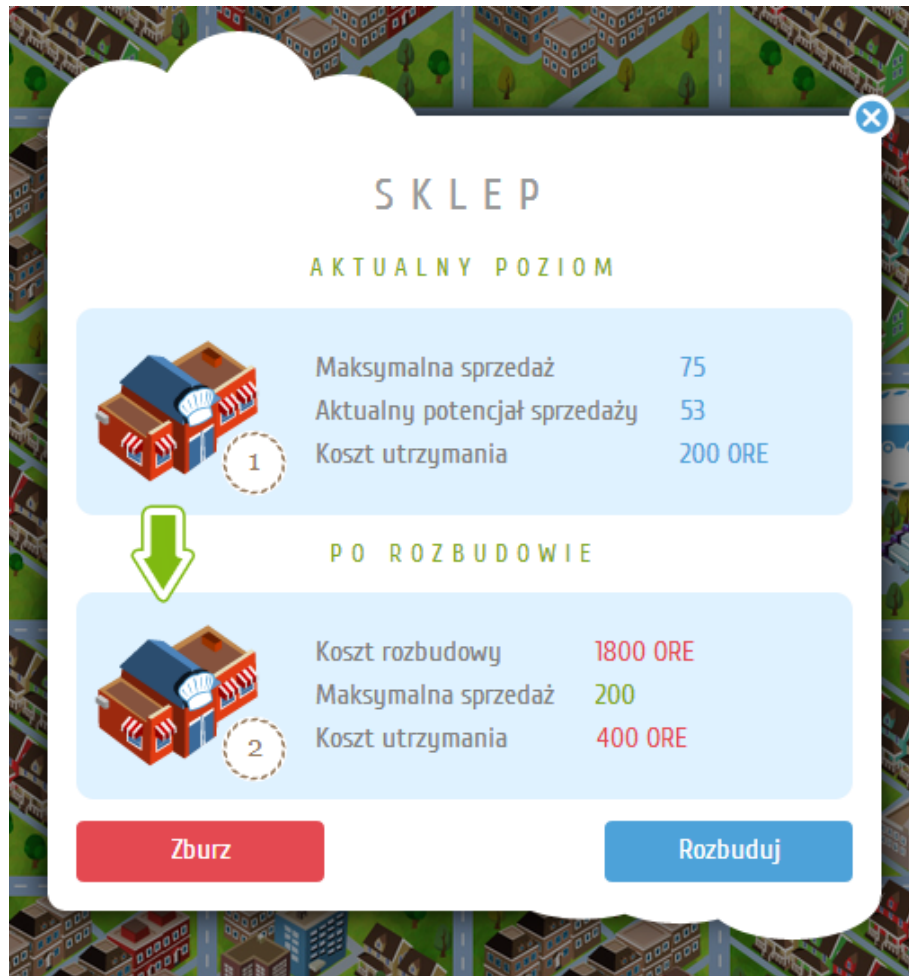 SKLEP
AKTUALNY POZIOM
Maksymalna sprzedaż 75
Aktualny potencjał sprzedaży 53
Koszt utrzymania 200 ORE
1
PO ROZBUDOWIE
Koszt rozbudowy 1800 ORE
Maksymalna sprzedaż 200
Koszt utrzymania 400 ORE
2
Zburz Rozbuduj